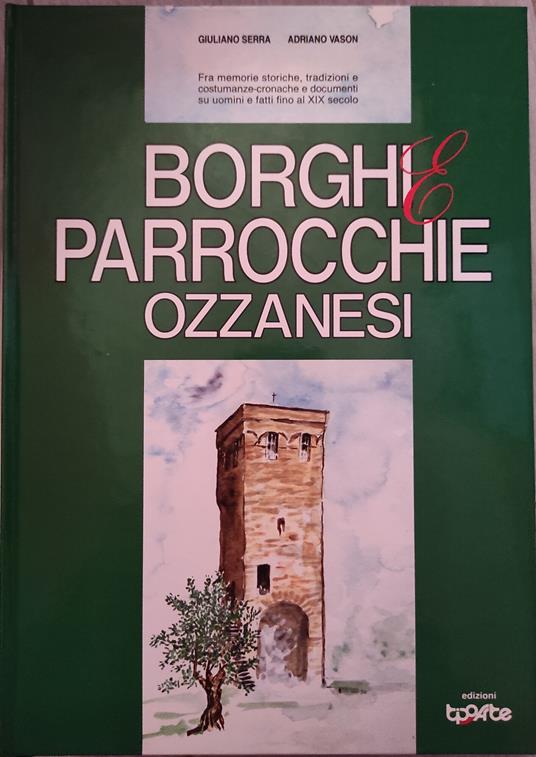 GIULIANO SERRA ADRIANO VASON
Fra memorie storiche, tradizioni e
costumanze-cronache e documenti
su uomini e fatti fino al XIX secolo
BORGHI E
PARROCCHIE
OZZANESI
edizioni
tipoarte